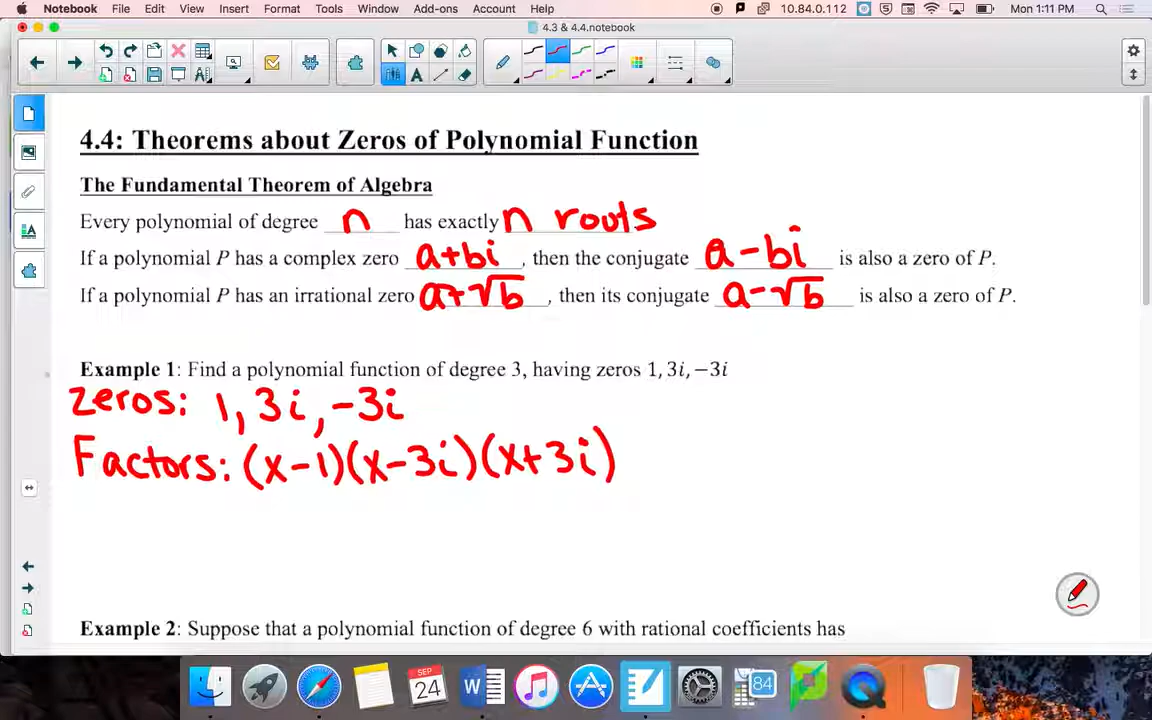 Notebook File Edit View Insert Format Tools Window Add-ons Account Help 10.84.0.112 Mon 1:11 PM
4.3 & 4.4.notebook
4.4: Theorems about Zeros of Polynomial Function
The Fundamental Theorem of Algebra
Every polynomial of degree n has exactly n roots
If a polynomial P has a complex zero a+bi, then the conjugate a-bi is also a zero of P.
If a polynomial P has an irrational zero a+√b, then its conjugate a-√b is also a zero of P.
Example 1: Find a polynomial function of degree 3, having zeros 1, 3i, −3i
Zeros: 1, 3i, -3i
Factors: (x-1)(x-3i)(x+3i)
Example 2: Suppose that a polynomial function of degree 6 with rational coefficients has
SEP
24
W
84